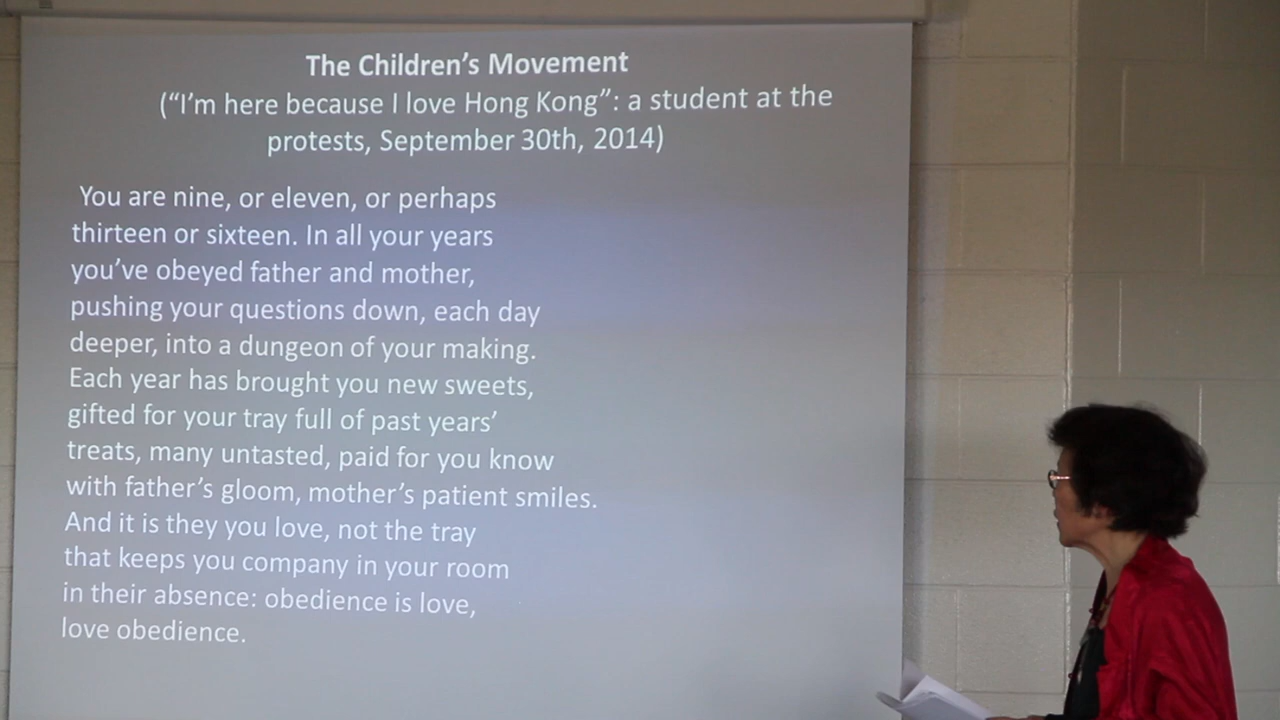 The Children’s Movement
(“I’m here because I love Hong Kong”: a student at the
protests, September 30th, 2014)
You are nine, or eleven, or perhaps
thirteen or sixteen. In all your years
you’ve obeyed father and mother,
pushing your questions down, each day
deeper, into a dungeon of your making.
Each year has brought you new sweets,
gifted for your tray full of past years’
treats, many untasted, paid for you know
with father’s gloom, mother’s patient smiles.
And it is they you love, not the tray
that keeps you company in your room
in their absence: obedience is love,
love obedience.